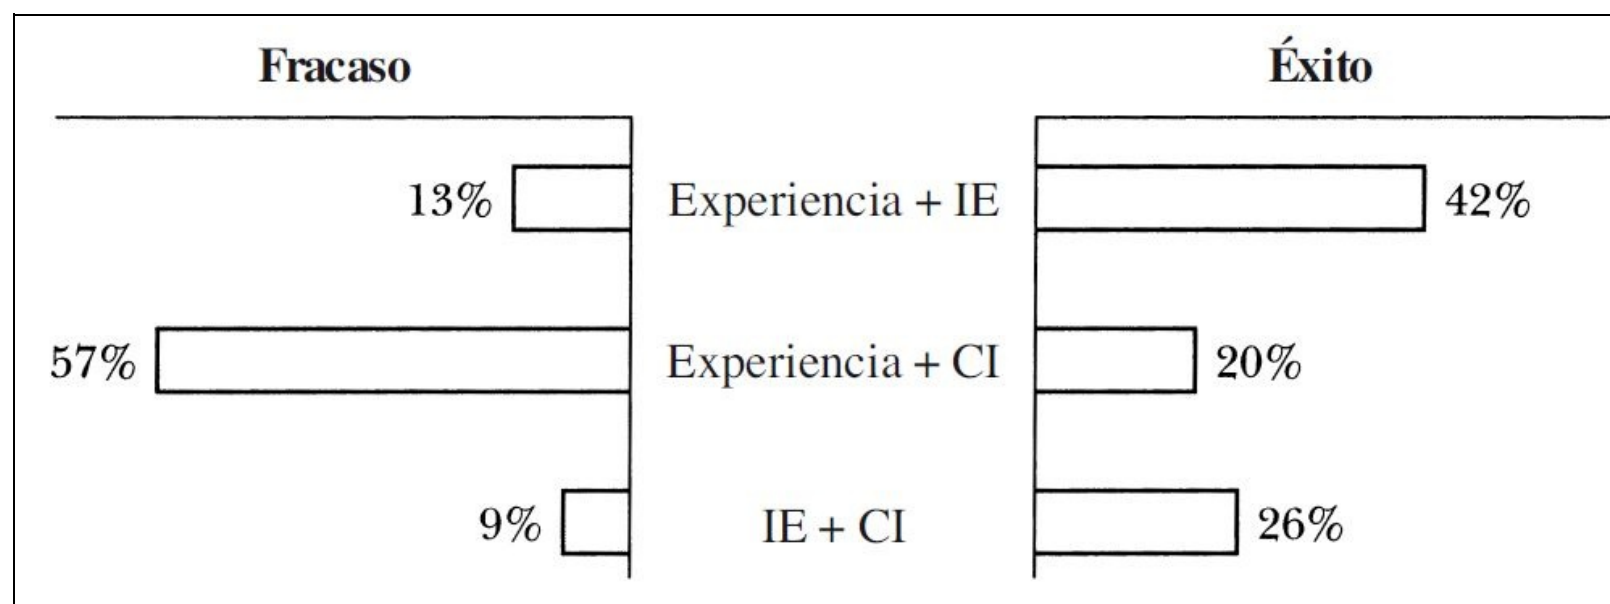 Fracaso Éxito
13% Experiencia + IE 42%
57% Experiencia + CI 20%
9% IE + CI 26%